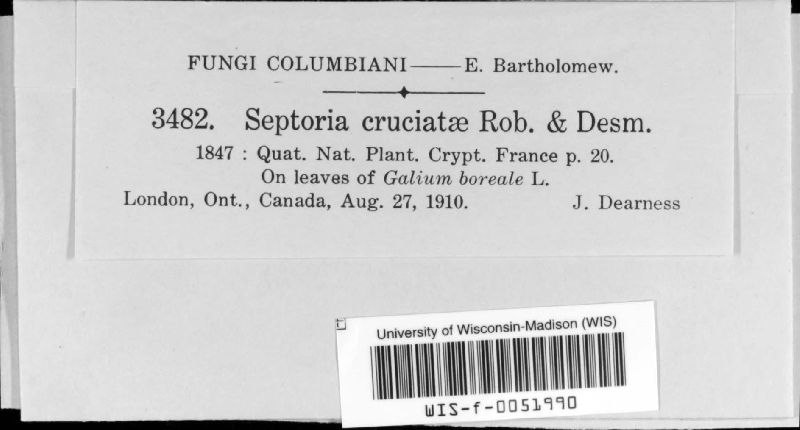 FUNGI COLUMBIANI——E. Bartholomew.
3482. Septoria cruciatæ Rob. & Desm.
1847 : Quat. Nat. Plant. Crypt. France p. 20.
On leaves of Galium boreale L.
London, Ont., Canada, Aug. 27, 1910. J. Dearness
University of Wisconsin-Madison (WIS)
WIS-f-0051990